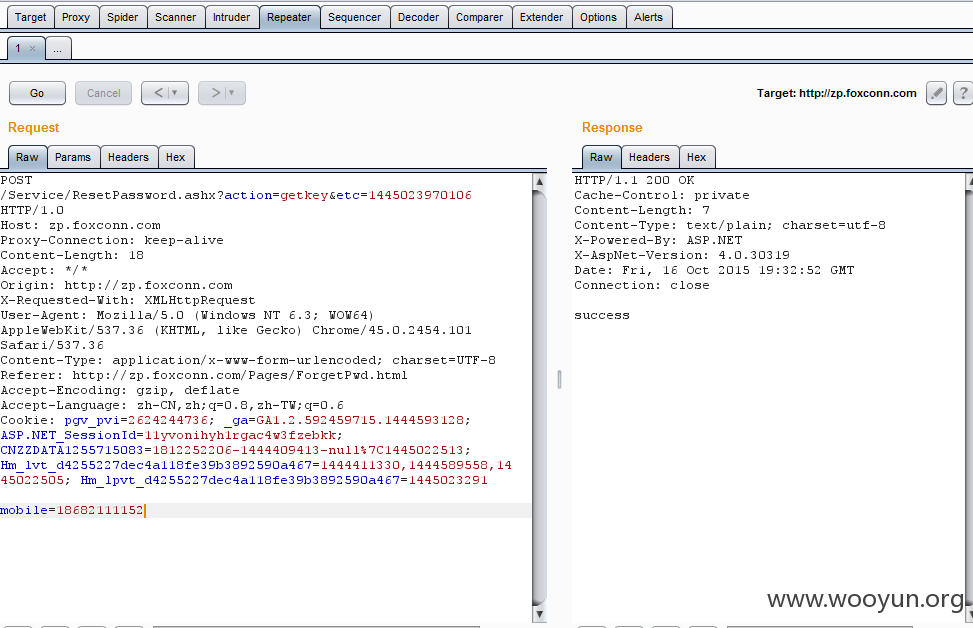 Target Proxy Spider Scanner Intruder Repeater Sequencer Decoder Comparer Extender Options Alerts
1 × ...
Go Cancel < ▼ > ▼ Target: http://zp.foxconn.com ?
Request
Raw Params Headers Hex
POST
/Service/ResetPassword.ashx?action=getkey&etc=1445023970106
HTTP/1.0
Host: zp.foxconn.com
Proxy-Connection: keep-alive
Content-Length: 18
Accept: */*
Origin: http://zp.foxconn.com
X-Requested-With: XMLHttpRequest
User-Agent: Mozilla/5.0 (Windows NT 6.3; WOW64)
AppleWebKit/537.36 (KHTML, like Gecko) Chrome/45.0.2454.101
Safari/537.36
Content-Type: application/x-www-form-urlencoded; charset=UTF-8
Referer: http://zp.foxconn.com/Pages/ForgetPwd.html
Accept-Encoding: gzip, deflate
Accept-Language: zh-CN,zh;q=0.8,zh-TW;q=0.6
Cookie: pgv_pvi=2624244736; _ga=GA1.2.592459715.1444593128;
ASP.NET_SessionId=11yvonihyh1rgac4w3fzebkk;
CNZZDATA1255715083=1812252206-1444409413-null%7C1445022513;
Hm_lvt_d4255227dec4a118fe39b3892590a467=1444411330,1444589558,14
45022505; Hm_lpvt_d4255227dec4a118fe39b3892590a467=1445023291
mobile=18682111152
Response
Raw Headers Hex
HTTP/1.1 200 OK
Cache-Control: private
Content-Length: 7
Content-Type: text/plain; charset=utf-8
X-Powered-By: ASP.NET
X-AspNet-Version: 4.0.30319
Date: Fri, 16 Oct 2015 19:32:52 GMT
Connection: close
success
www.wooyun.org